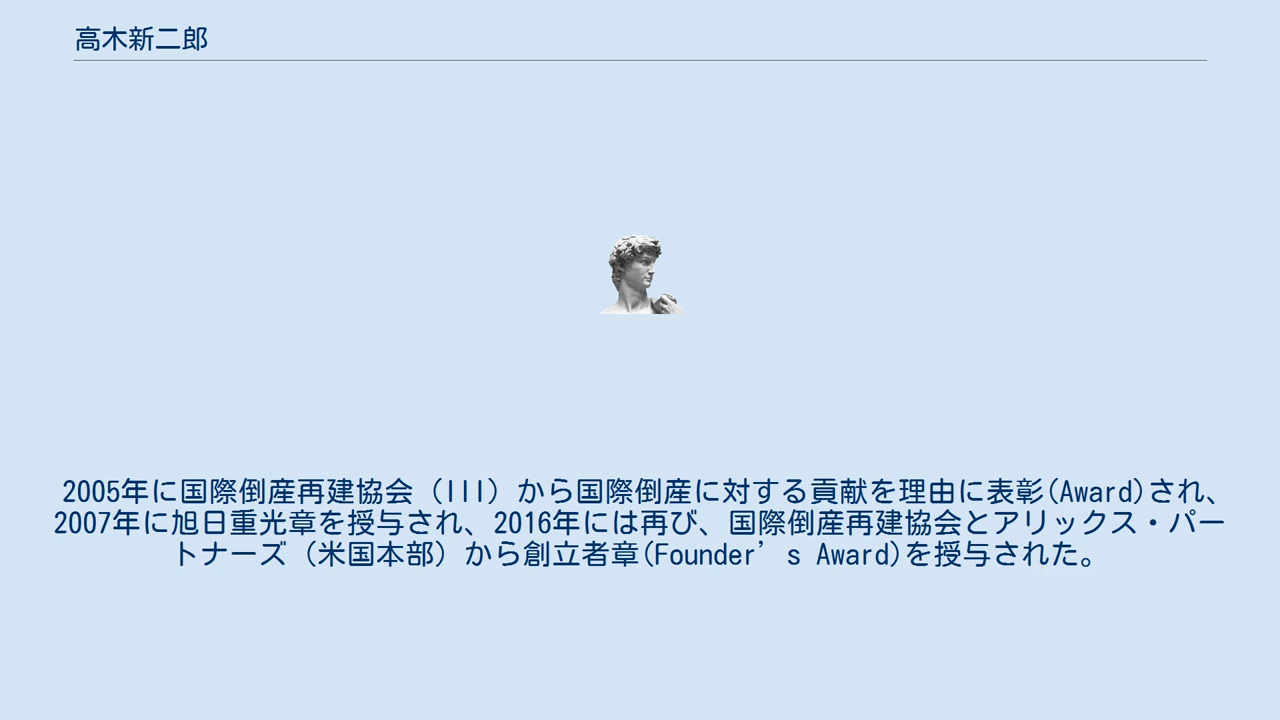 高木新二郎
2005年に国際倒産再建協会（III）から国際倒産に対する貢献を理由に表彰(Award)され、
2007年に旭日重光章を授与され、2016年には再び、国際倒産再建協会とアリックス・パー
トナーズ（米国本部）から創立者章(Founder’s Award)を授与された。